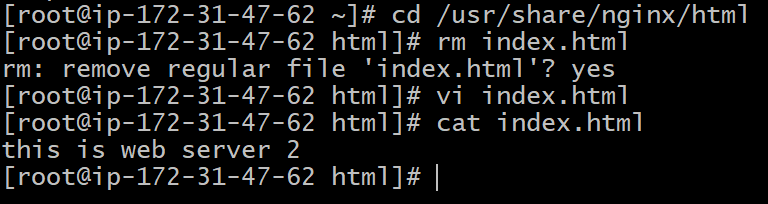 [root@ip-172-31-47-62 ~]# cd /usr/share/nginx/html
[root@ip-172-31-47-62 html]# rm index.html
rm: remove regular file 'index.html'? yes
[root@ip-172-31-47-62 html]# vi index.html
[root@ip-172-31-47-62 html]# cat index.html
this is web server 2
[root@ip-172-31-47-62 html]#